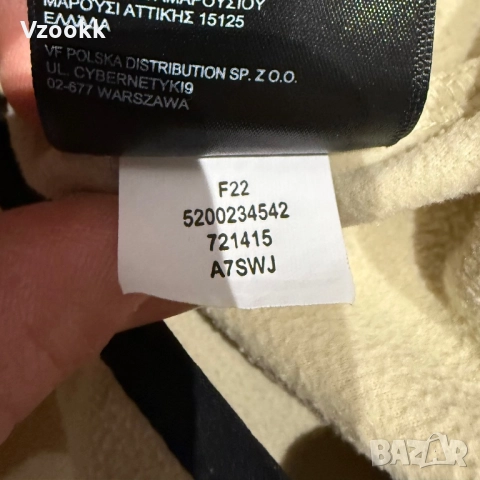 Vzookk
ΑΜΑΡΟΥΣΙΟΥ
ΜΑΡΟΥΣΙ ΑΤΤΙΚΗΣ 15125
ΕΛΛΑΔΑ
VF POLSKA DISTRIBUTION SP. Z O.O.
UL. CYBERNETYKI9
02-677 WARSZAWA
F22
5200234542
721415
A7SWJ
BAZAR